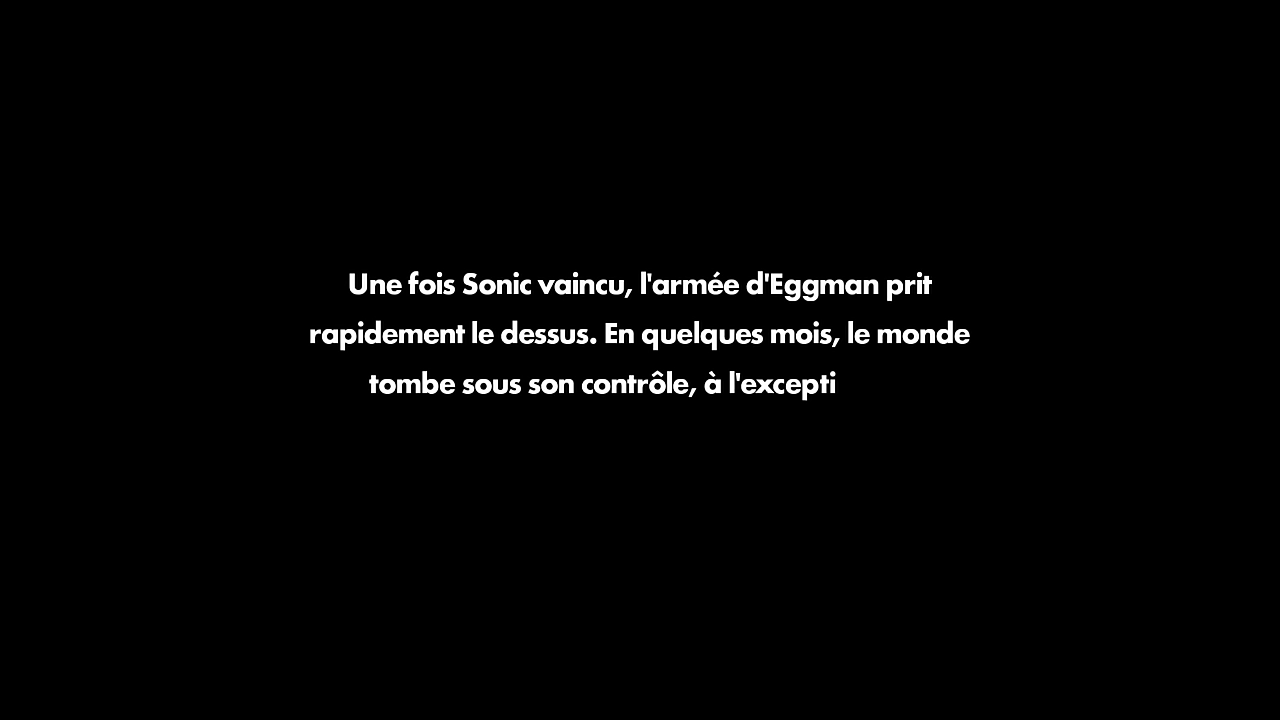 Une fois Sonic vaincu, l'armée d'Eggman prit
rapidement le dessus. En quelques mois, le monde
tombe sous son contrôle, à l'excepti